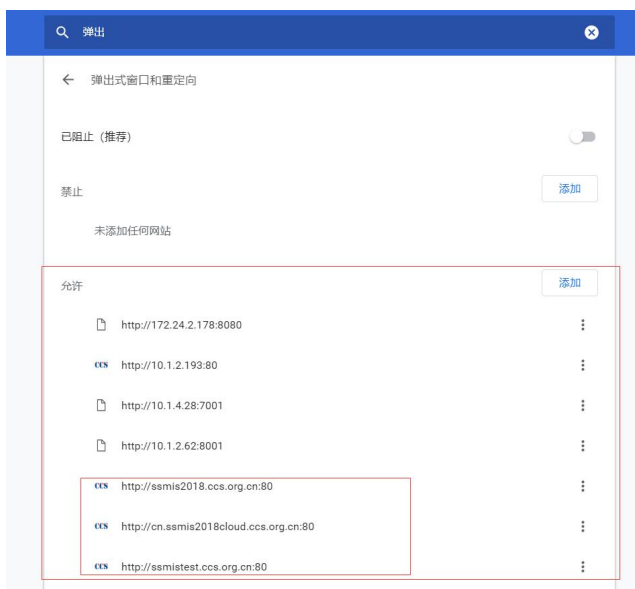 弹出
弹出式窗口和重定向
已阻止（推荐）
禁止
添加
未添加任何网站
允许
添加
http://172.24.2.178:8080
CCS http://10.1.2.193:80
http://10.1.4.28:7001
http://10.1.2.62:8001
CCS http://ssmis2018.ccs.org.cn:80
CCS http://cn.ssmis2018cloud.ccs.org.cn:80
CCS http://ssmistest.ccs.org.cn:80